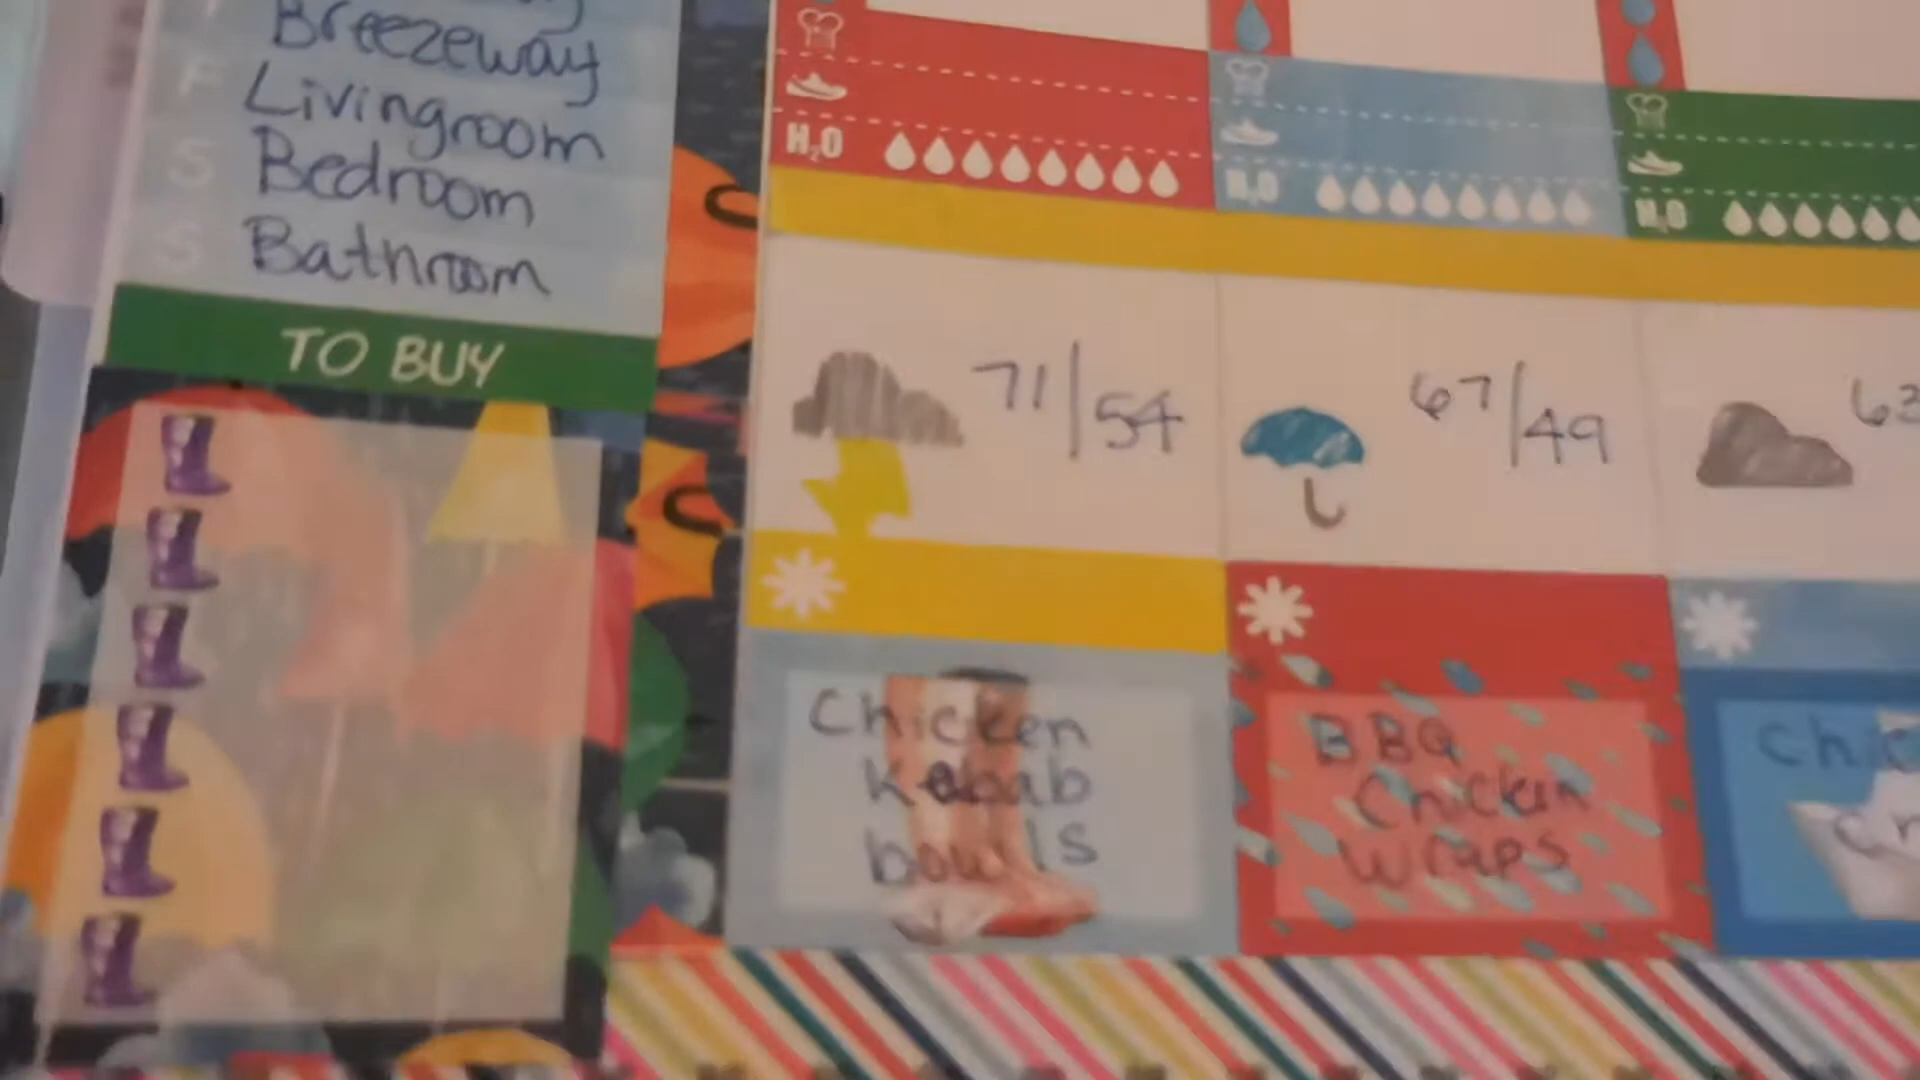 Breezeway
F Livingroom
S Bedroom
S Bathroom
TO BUY
H2O
H2O
H2O
71/54
67/49
63
Chicken
Kabab
bowls
BBQ
Chicken
Wraps